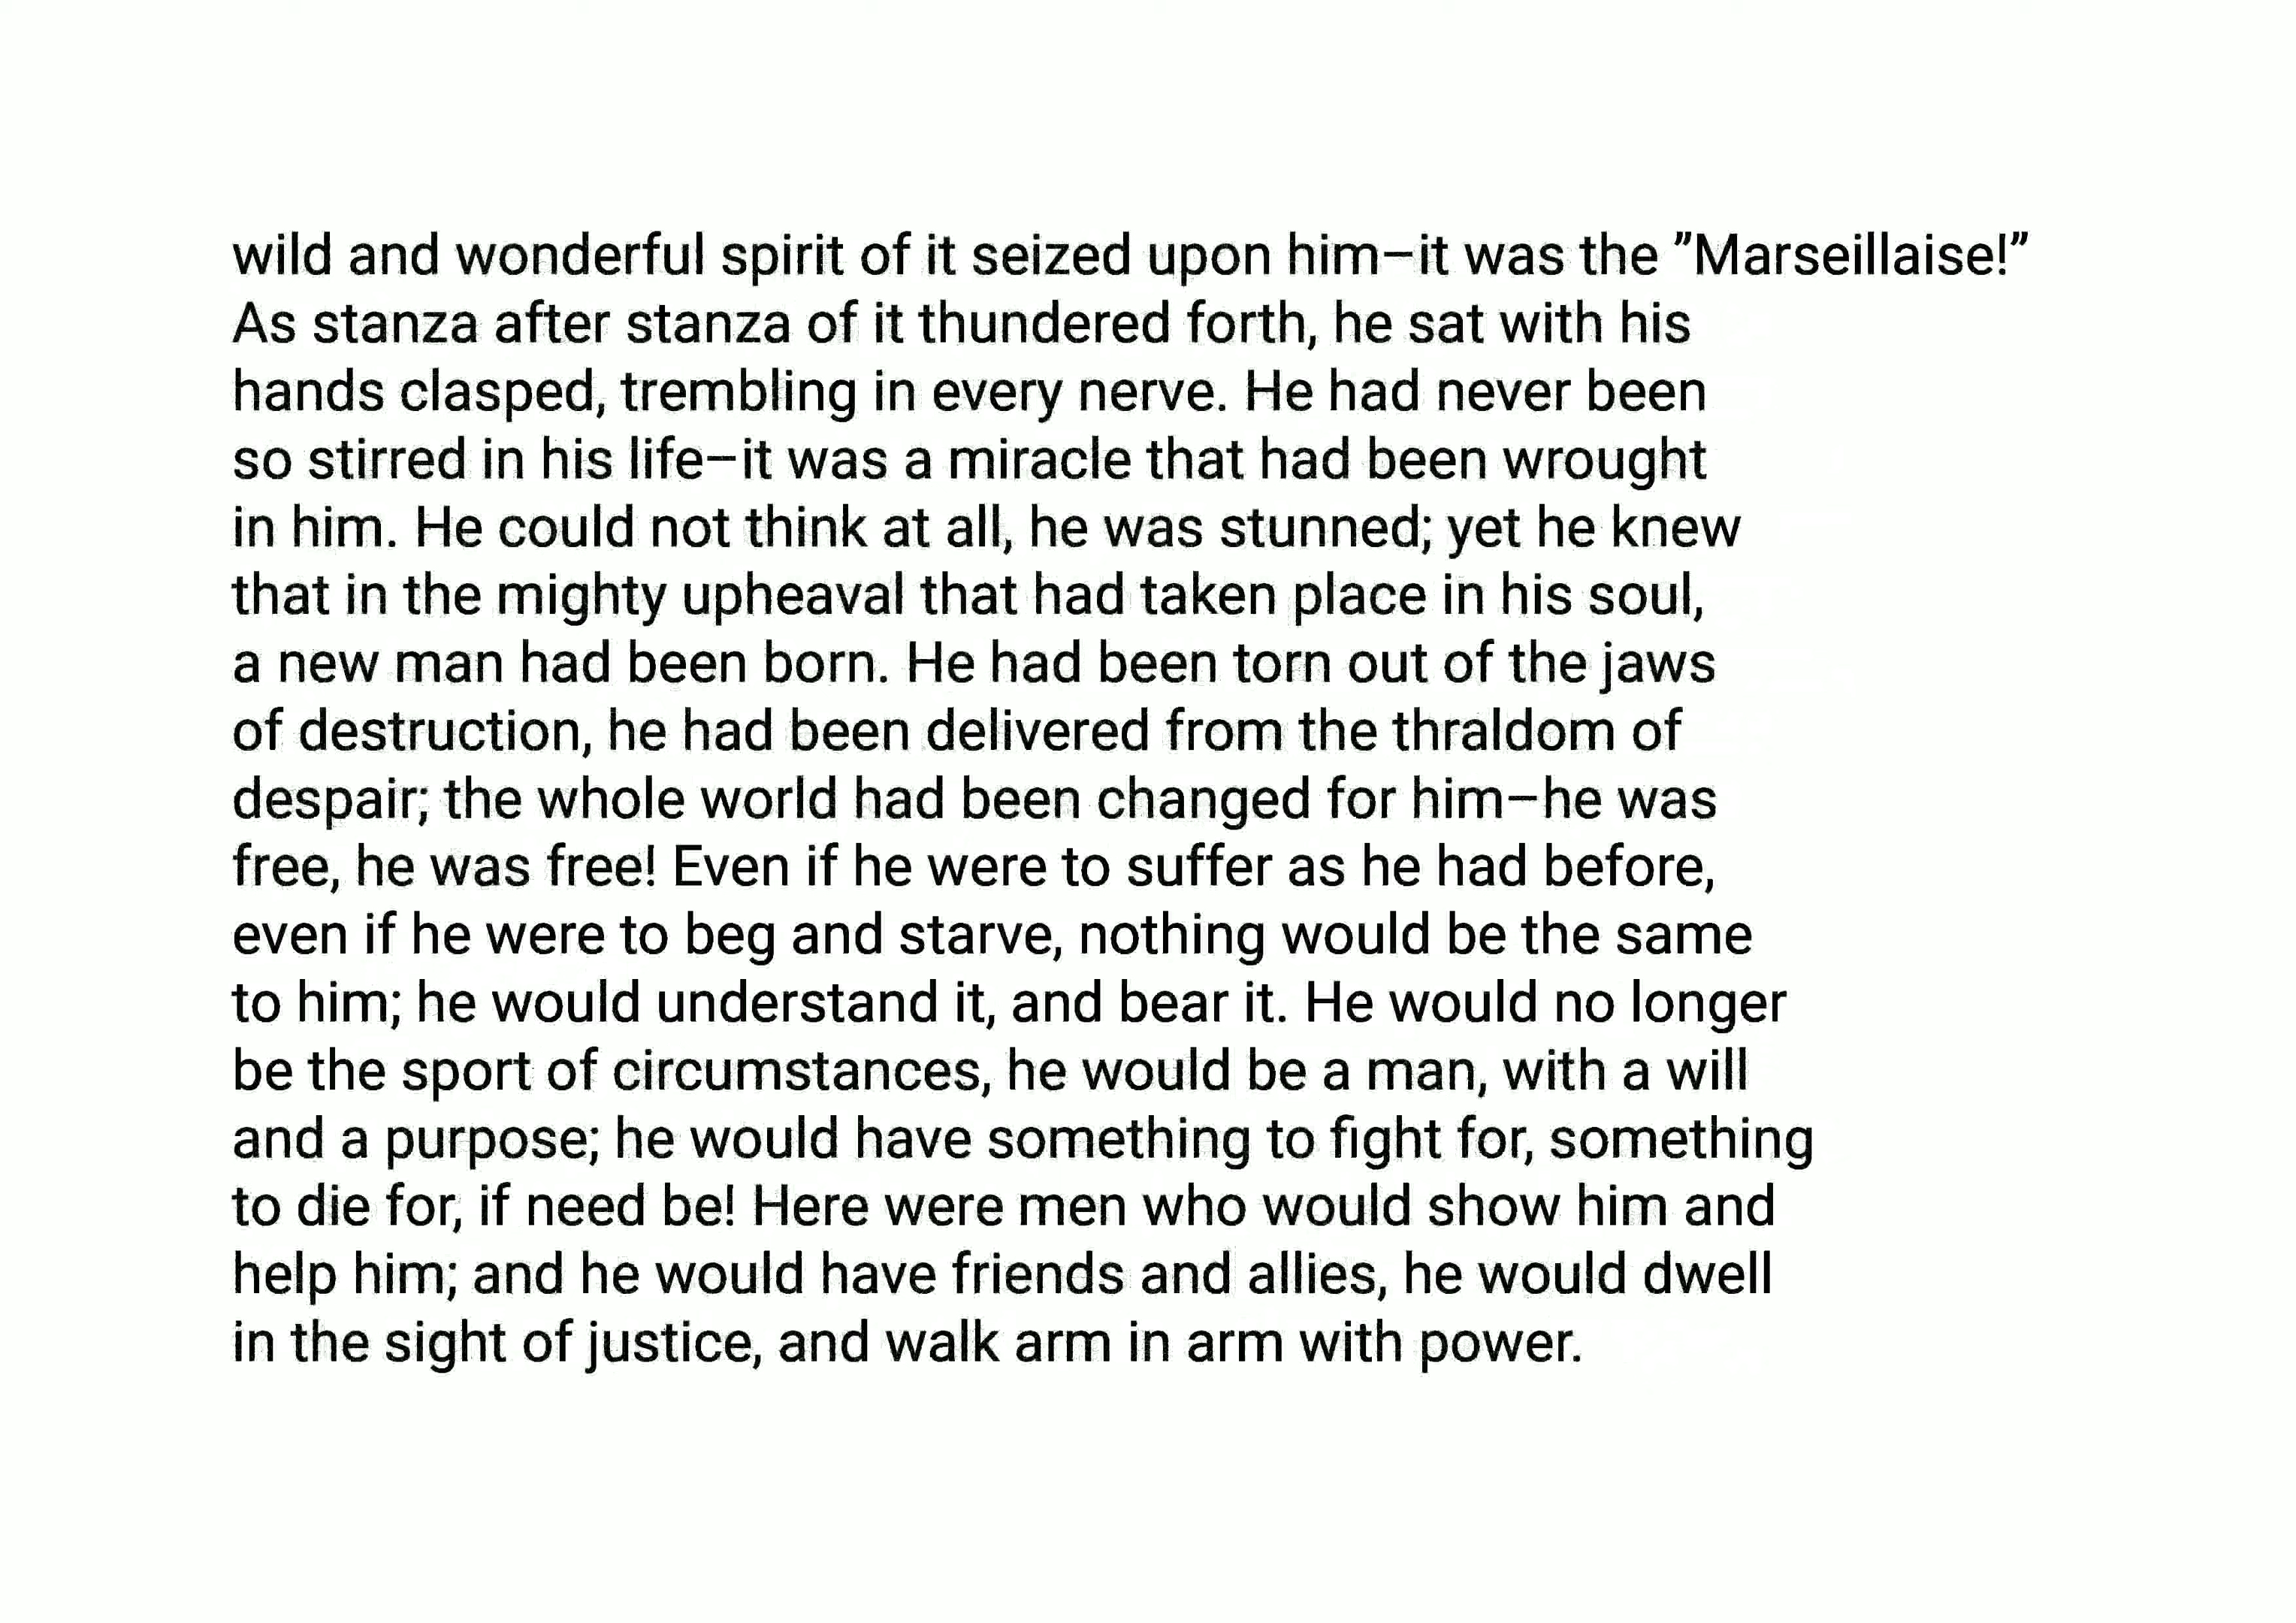 wild and wonderful spirit of it seized upon him–it was the ”Marseillaise!”
As stanza after stanza of it thundered forth, he sat with his
hands clasped, trembling in every nerve. He had never been
so stirred in his life–it was a miracle that had been wrought
in him. He could not think at all, he was stunned; yet he knew
that in the mighty upheaval that had taken place in his soul,
a new man had been born. He had been torn out of the jaws
of destruction, he had been delivered from the thraldom of
despair; the whole world had been changed for him–he was
free, he was free! Even if he were to suffer as he had before,
even if he were to beg and starve, nothing would be the same
to him; he would understand it, and bear it. He would no longer
be the sport of circumstances, he would be a man, with a will
and a purpose; he would have something to fight for, something
to die for, if need be! Here were men who would show him and
help him; and he would have friends and allies, he would dwell
in the sight of justice, and walk arm in arm with power.